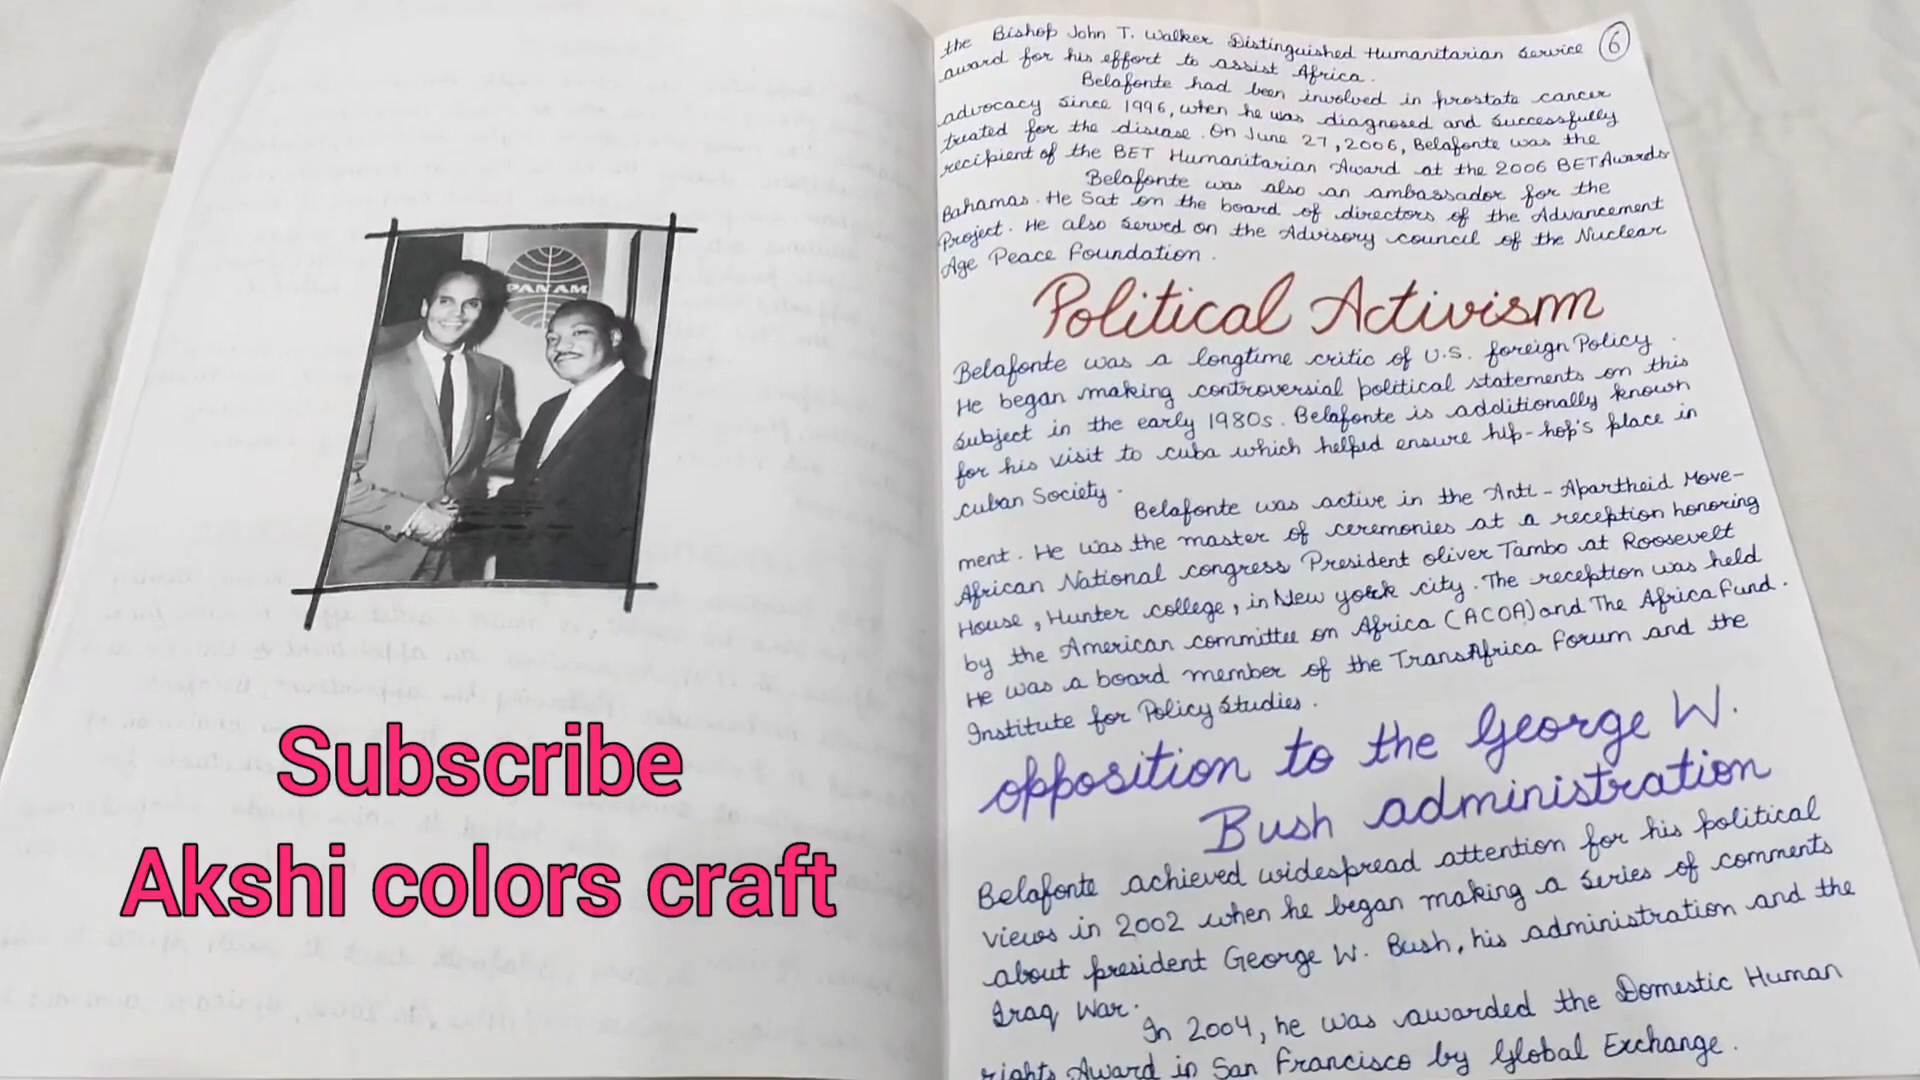 PAN AM
Subscribe
Akshi colors craft
6
the Bishop John T. Walker Distinguished Humanitarian Service
award for his effort to assist Africa.
Belafonte had been involved in prostate cancer
advocacy since 1996, when he was diagnosed and successfully
treated for the disease. On June 27, 2006, Belafonte was the
recipient of the BET Humanitarian Award at the 2006 BET Awards
Belafonte was also an ambassador for the
Bahamas. He Sat on the board of directors of the Advancement
Project. He also served on the Advisory council of the Nuclear
Age Peace Foundation.
Political Activism
Belafonte was a longtime critic of U.S. foreign Policy.
He began making controversial political statements on this
subject in the early 1980s. Belafonte is additionally known
for his visit to cuba which helped ensure hip-hop's place in
cuban Society.
Belafonte was active in the Anti-Apartheid Move-
ment. He was the master of ceremonies at a reception honoring
African National congress President oliver Tambo at Roosevelt
House, Hunter college, in New york city. The reception was held
by the American committee on Africa (ACOA) and The Africa Fund.
He was a board member of the TransAfrica Forum and the
Institute for Policy Studies.
opposition to the George W.
Bush administration
Belafonte achieved widespread attention for his political
views in 2002 when he began making a series of comments
about president George W. Bush, his administration and the
Iraq War.
In 2004, he was awarded the Domestic Human
rights Award in San Francisco by Global Exchange.